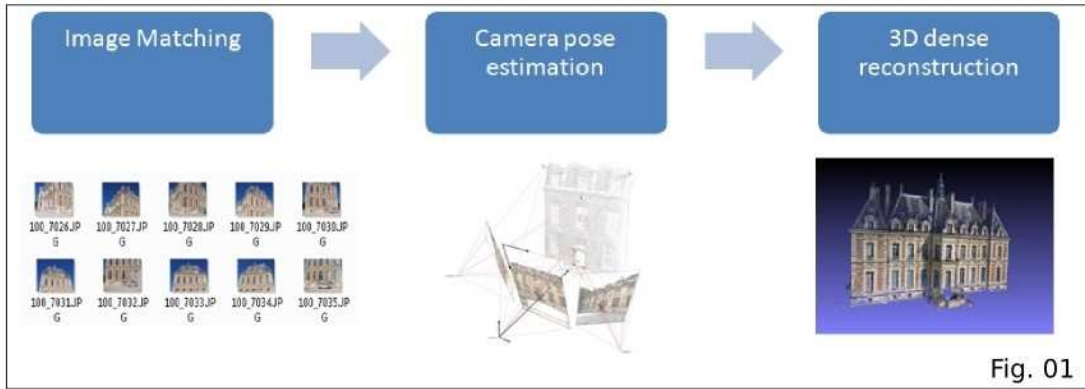 Image Matching
Camera pose
estimation
3D dense
reconstruction
100_7026.JP
G
100_7027.JP
G
100_7028.JP
G
100_7029.JP
G
100_7030.JP
G
100_7031.JP
G
100_7032.JP
G
100_7033.JP
G
100_7034.JP
G
100_7035.JP
G
Fig. 01